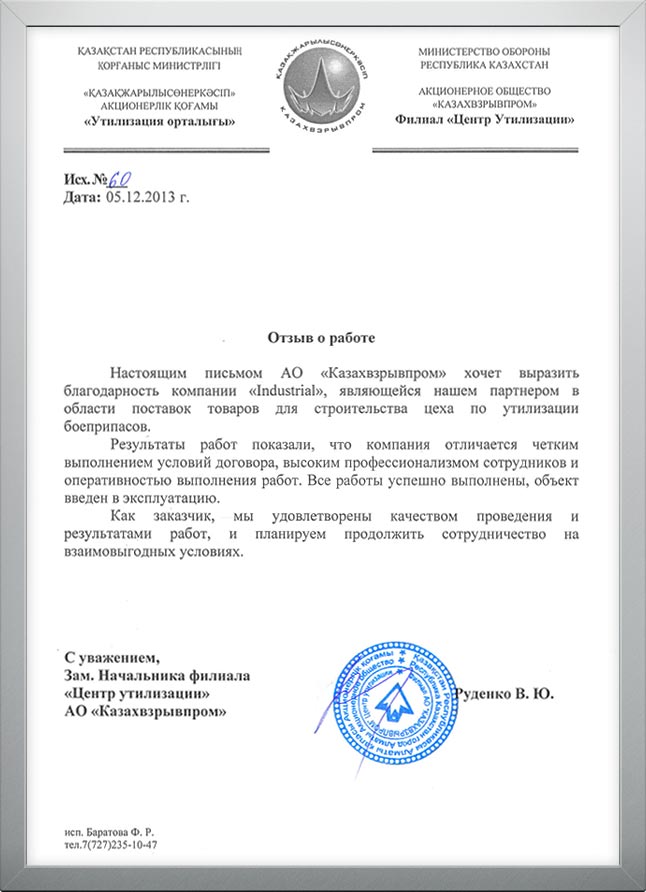 ҚАЗАҚСТАН РЕСПУБЛИКАСЫНЫҢ
ҚОРҒАНЫС МИНИСТРЛІГІ
«ҚАЗАҚЖАРЫЛЫСӨНЕРКӘСІП»
АКЦИОНЕРЛІК ҚОҒАМЫ
«Утилизация орталығы»
ҚАЗАҚЖАРЫЛЫСӨНЕРКӘСІП
КАЗАХВЗРЫВПРОМ
МИНИСТЕРСТВО ОБОРОНЫ
РЕСПУБЛИКА КАЗАХСТАН
АКЦИОНЕРНОЕ ОБЩЕСТВО
«КАЗАХВЗРЫВПРОМ»
Филиал «Центр Утилизации»
Исх. № 60
Дата: 05.12.2013 г.
Отзыв о работе
Настоящим письмом АО «Казахвзрывпром» хочет выразить
благодарность компании «Industrial», являющейся нашем партнером в
области поставок товаров для строительства цеха по утилизации
боеприпасов.
Результаты работ показали, что компания отличается четким
выполнением условий договора, высоким профессионализмом сотрудников и
оперативностью выполнения работ. Все работы успешно выполнены, объект
введен в эксплуатацию.
Как заказчик, мы удовлетворены качеством проведения и
результатами работ, и планируем продолжить сотрудничество на
взаимовыгодных условиях.
С уважением,
Зам. Начальника филиала
«Центр утилизации»
АО «Казахвзрывпром»
Руденко В. Ю.
исп. Баратова Ф. Р.
тел.7(727)235-10-47